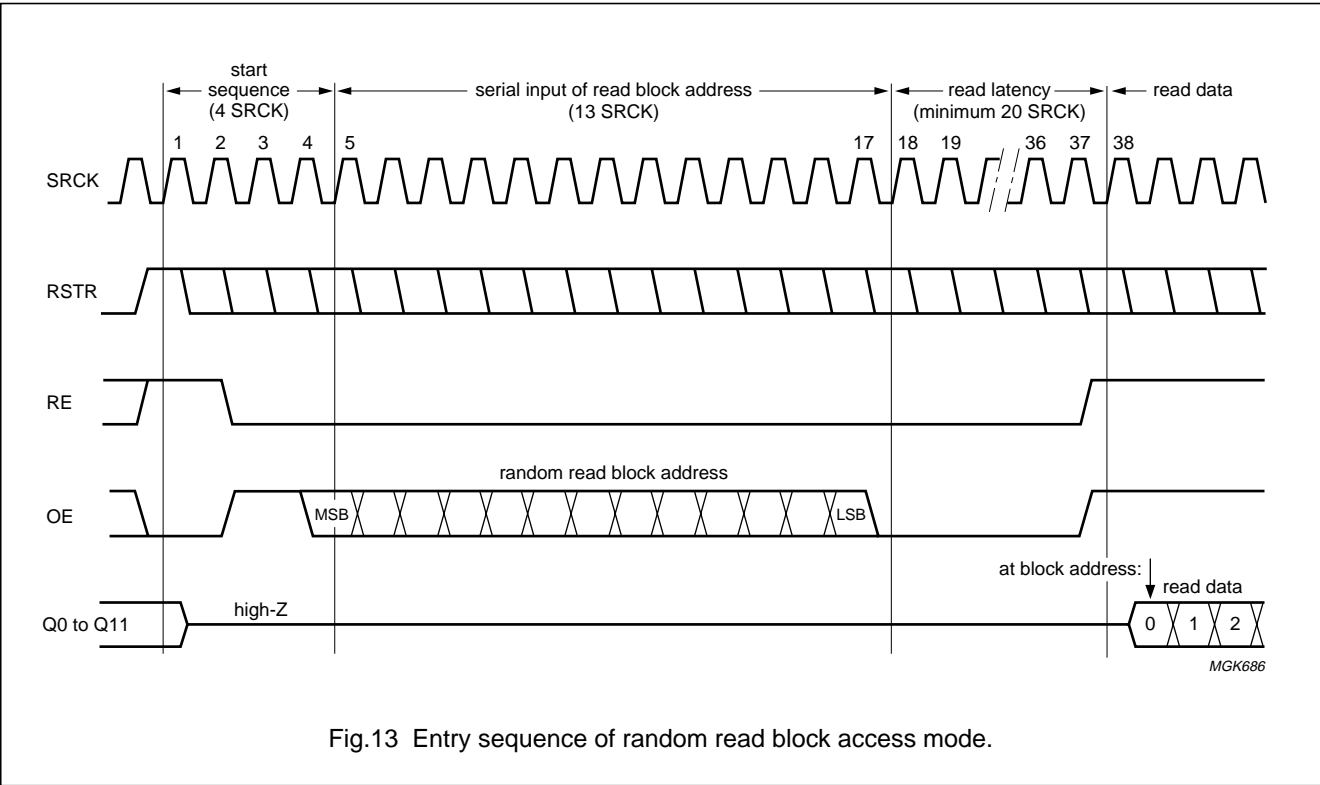 start
sequence
(4 SRCK)
serial input of read block address
(13 SRCK)
read latency
(minimum 20 SRCK)
read data
1 2 3 4 5 17 18 19 36 37 38
SRCK
RSTR
RE
random read block address
OE
MSB
LSB
at block address:
read data
high-Z
Q0 to Q11
0 1 2
MGK686
Fig.13 Entry sequence of random read block access mode.